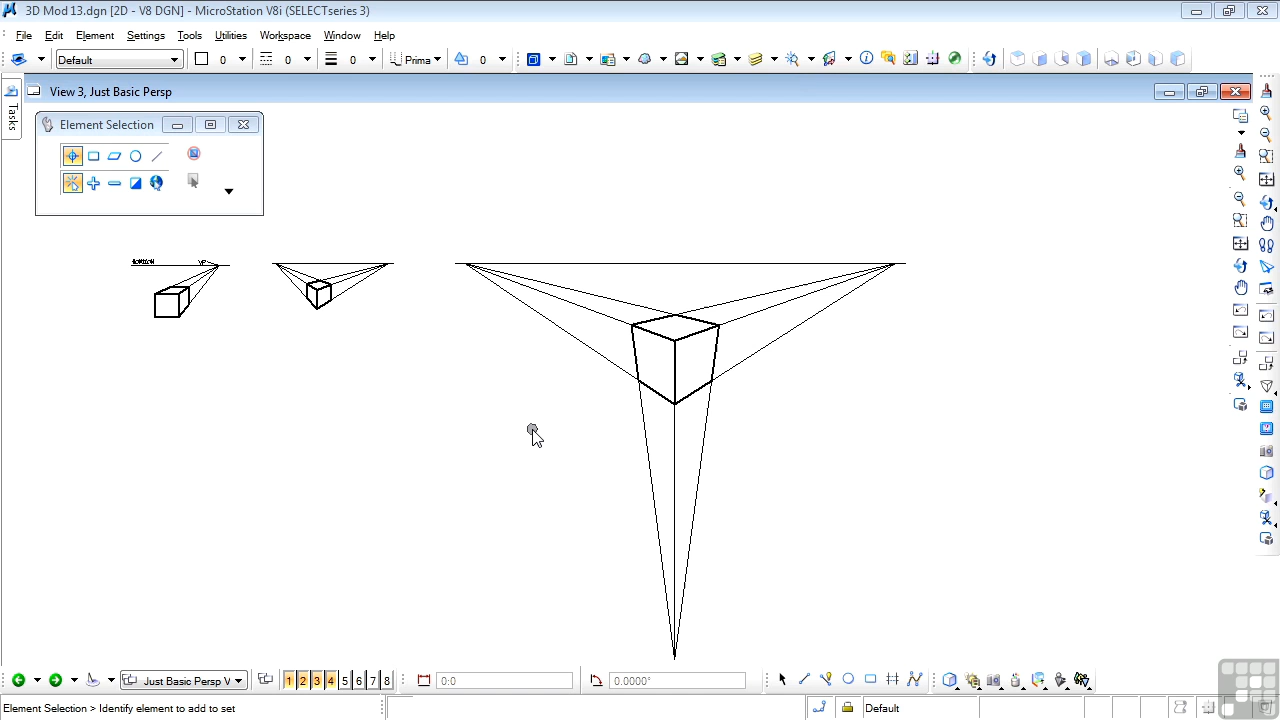 3D Mod 13.dgn [2D - V8 DGN] - MicroStation V8i (SELECTseries 3)
File Edit Element Settings Tools Utilities Workspace Window Help
Default 0 0 0 Prima 0
View 3, Just Basic Persp
Tasks
Element Selection
HORIZON VP
Just Basic Persp V 1 2 3 4 5 6 7 8 0:0 0.0000°
Element Selection > Identify element to add to set Default